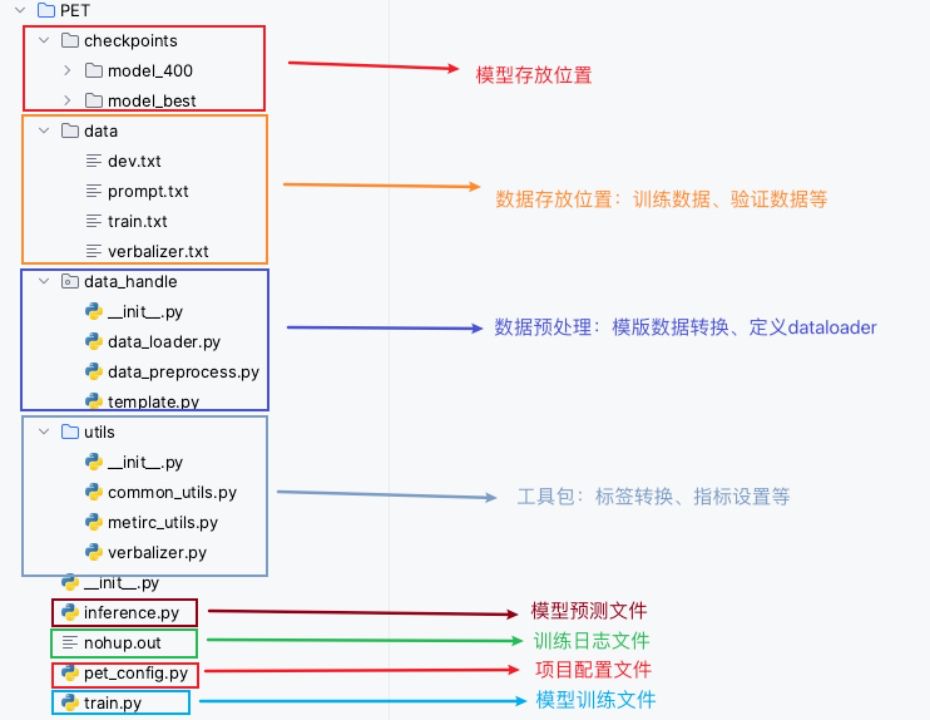 PET
checkpoints
model_400
模型存放位置
model_best
data
dev.txt
prompt.txt
数据存放位置：训练数据、验证数据等
train.txt
verbalizer.txt
data_handle
__init__.py
数据预处理：模版数据转换、定义dataloader
data_loader.py
data_preprocess.py
template.py
utils
__init__.py
common_utils.py
工具包：标签转换、指标设置等
metirc_utils.py
verbalizer.py
__init__.py
inference.py 模型预测文件
nohup.out 训练日志文件
pet_config.py 项目配置文件
train.py 模型训练文件